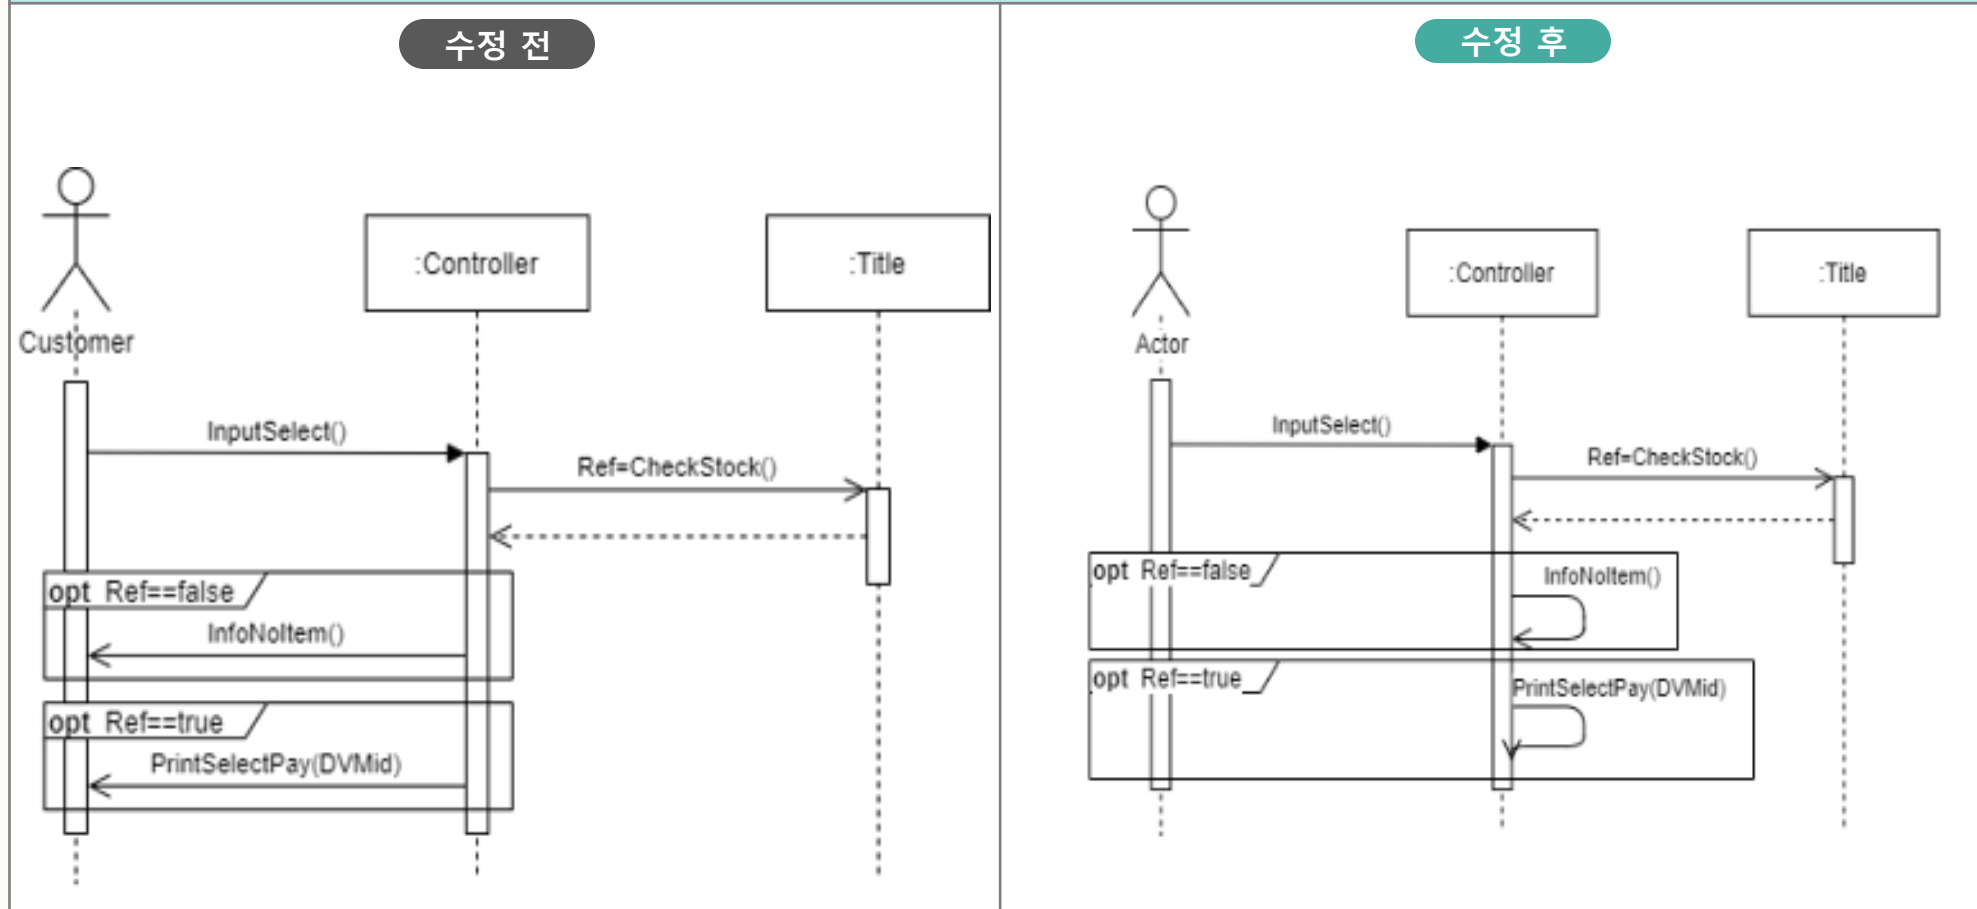 수정 전
:Controller
:Title
Customer
InputSelect()
Ref=CheckStock()
opt Ref==false
InfoNoItem()
opt Ref==true
PrintSelectPay(DVMid)
수정 후
:Controller
:Title
Actor
InputSelect()
Ref=CheckStock()
opt Ref==false
InfoNoItem()
opt Ref==true
PrintSelectPay(DVMid)